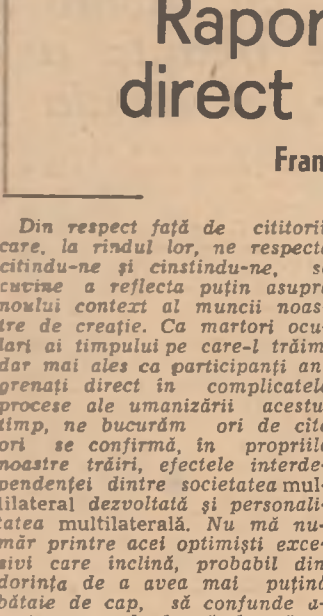 Rapor
direct
Fran
Din respect față de cititorii
care, la rîndul lor, ne respectă
citindu-ne și cinstindu-ne, s
cuvine a reflecta puțin asupra
noului context al muncii noas-
tre de creație. Ca martori ocu-
lari ai timpului pe care-l trăim
dar mai ales ca participanți an-
grenați direct în complicatele
procese ale umanizării acestui
timp, ne bucurăm ori de cîte
ori se confirmă, în propriile
noastre trăiri, efectele interde-
pendenței dintre societatea mul-
tilateral dezvoltată și personali-
tatea multilaterală. Nu mă nu-
măr printre acei optimiști exce-
sivi care înclină, probabil din
dorința de a avea mai puțină
bătaie de cap, să confunde o-